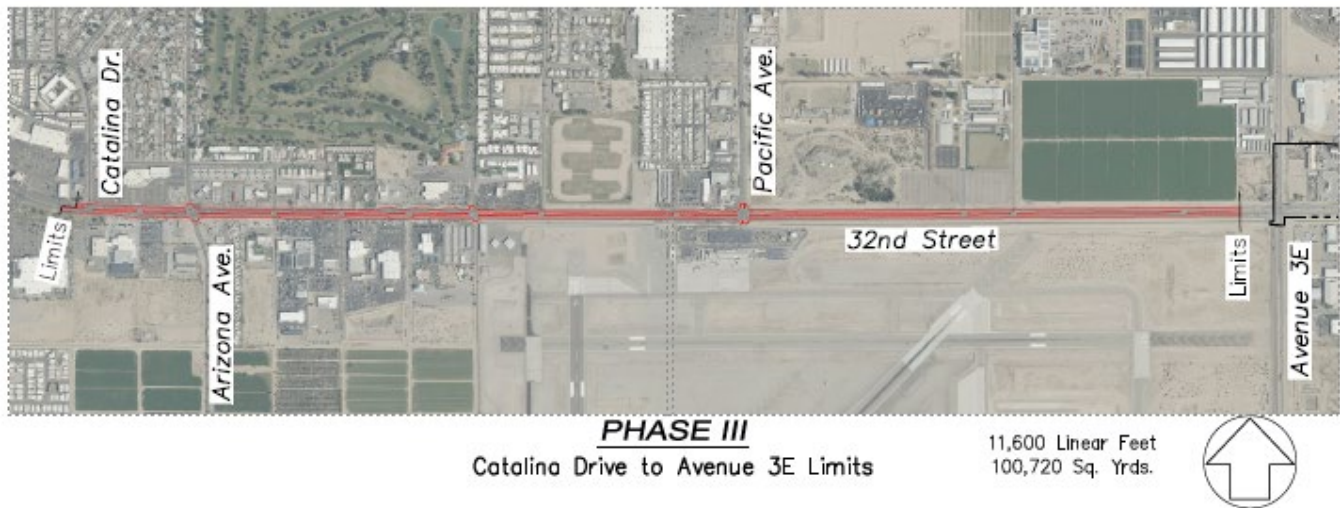 Catalina Dr.
Pacific Ave.
Limits
Arizona Ave.
32nd Street
Limits
Avenue 3E
PHASE III
Catalina Drive to Avenue 3E Limits
11,600 Linear Feet
100,720 Sq. Yrds.